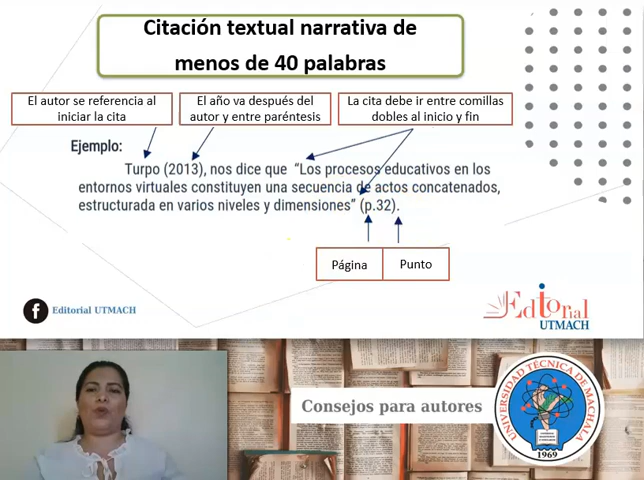 Citación textual narrativa de
menos de 40 palabras
El autor se referencia al
iniciar la cita
El año va después del
autor y entre paréntesis
La cita debe ir entre comillas
dobles al inicio y fin
Ejemplo:
Turpo (2013), nos dice que “Los procesos educativos en los
entornos virtuales constituyen una secuencia de actos concatenados,
estructurada en varios niveles y dimensiones” (p.32).
Página
Punto
f Editorial UTMACH
Editorial
UTMACH
Consejos para autores
UNIVERSIDAD TÉCNICA DE MACHALA
1969